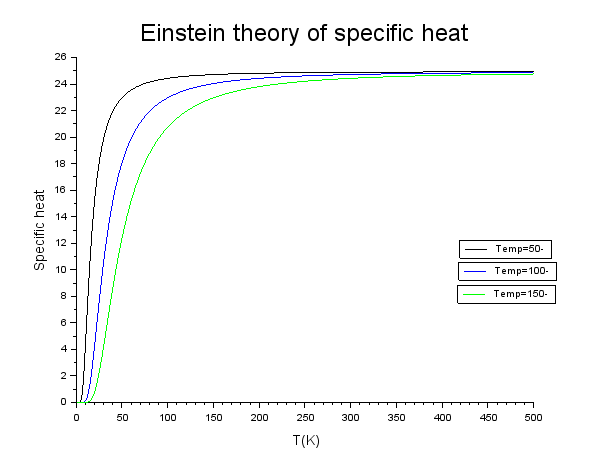 Einstein theory of specific heat
26
24
22
20
18
16
14
12
10
8
6
4
2
0
Specific heat
Temp=50-
Temp=100-
Temp=150-
0 50 100 150 200 250 300 350 400 450 500
T(K)